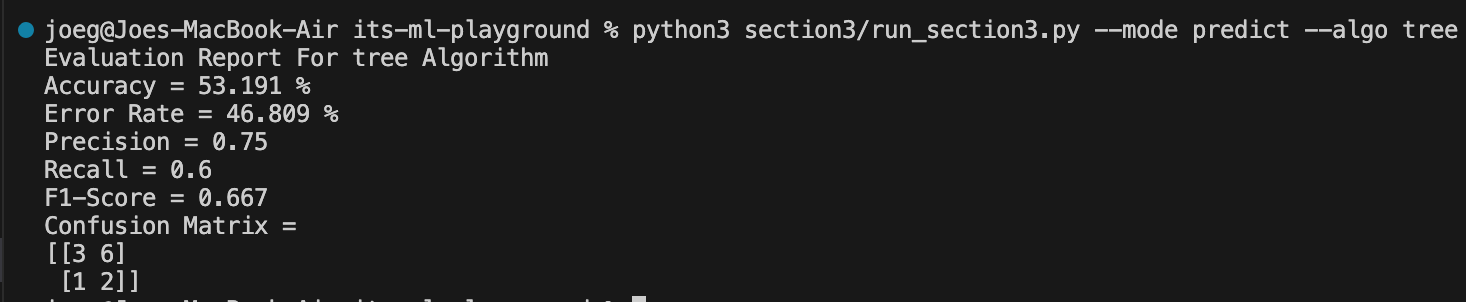 joeg@Joes-MacBook-Air its-ml-playground % python3 section3/run_section3.py --mode predict --algo tree
Evaluation Report For tree Algorithm
Accuracy = 53.191 %
Error Rate = 46.809 %
Precision = 0.75
Recall = 0.6
F1-Score = 0.667
Confusion Matrix =
[[3 6]
 [1 2]]